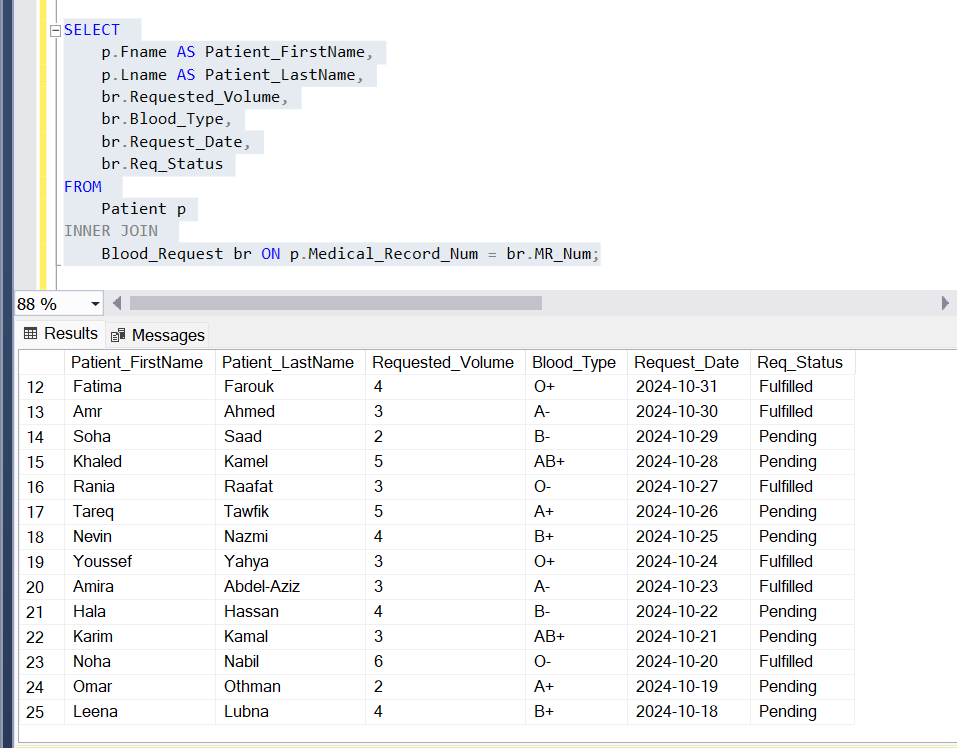 SELECT
p.Fname AS Patient_FirstName,
p.Lname AS Patient_LastName,
br.Requested_Volume,
br.Blood_Type,
br.Request_Date,
br.Req_Status
FROM
Patient p
INNER JOIN
Blood_Request br ON p.Medical_Record_Num = br.MR_Num;
88 %
Results Messages
Patient_FirstName Patient_LastName Requested_Volume Blood_Type Request_Date Req_Status
12 Fatima Farouk 4 O+ 2024-10-31 Fulfilled
13 Amr Ahmed 3 A- 2024-10-30 Fulfilled
14 Soha Saad 2 B- 2024-10-29 Pending
15 Khaled Kamel 5 AB+ 2024-10-28 Pending
16 Rania Raafat 3 O- 2024-10-27 Fulfilled
17 Tareq Tawfik 5 A+ 2024-10-26 Pending
18 Nevin Nazmi 4 B+ 2024-10-25 Pending
19 Youssef Yahya 3 O+ 2024-10-24 Fulfilled
20 Amira Abdel-Aziz 3 A- 2024-10-23 Fulfilled
21 Hala Hassan 4 B- 2024-10-22 Pending
22 Karim Kamal 3 AB+ 2024-10-21 Pending
23 Noha Nabil 6 O- 2024-10-20 Fulfilled
24 Omar Othman 2 A+ 2024-10-19 Pending
25 Leena Lubna 4 B+ 2024-10-18 Pending